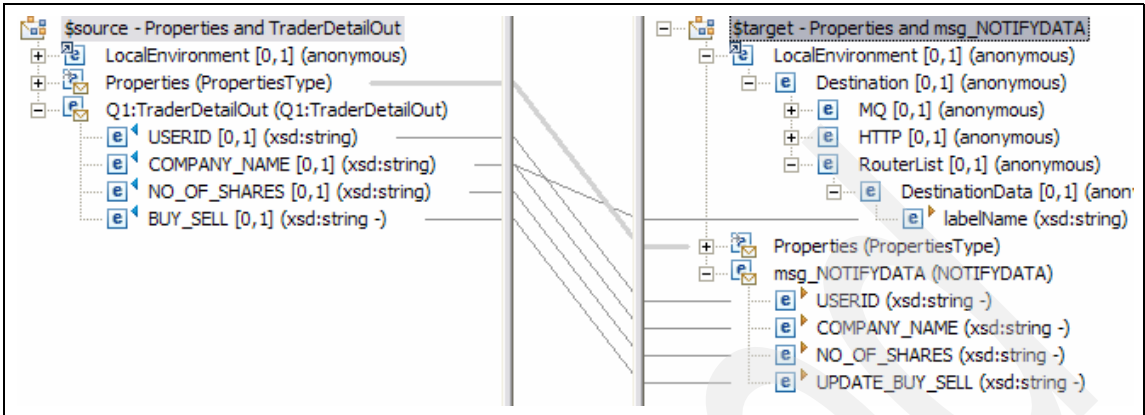 $source - Properties and TraderDetailOut
LocalEnvironment [0,1] (anonymous)
Properties (PropertiesType)
Q1:TraderDetailOut (Q1:TraderDetailOut)
USERID [0,1] (xsd:string)
COMPANY_NAME [0,1] (xsd:string)
NO_OF_SHARES [0,1] (xsd:string)
BUY_SELL [0,1] (xsd:string -)
$target - Properties and msg_NOTIFYDATA
LocalEnvironment [0,1] (anonymous)
Destination [0,1] (anonymous)
MQ [0,1] (anonymous)
HTTP [0,1] (anonymous)
RouterList [0,1] (anonymous)
DestinationData [0,1] (anon
labelName (xsd:string)
Properties (PropertiesType)
msg_NOTIFYDATA (NOTIFYDATA)
USERID (xsd:string -)
COMPANY_NAME (xsd:string -)
NO_OF_SHARES (xsd:string -)
UPDATE_BUY_SELL (xsd:string -)